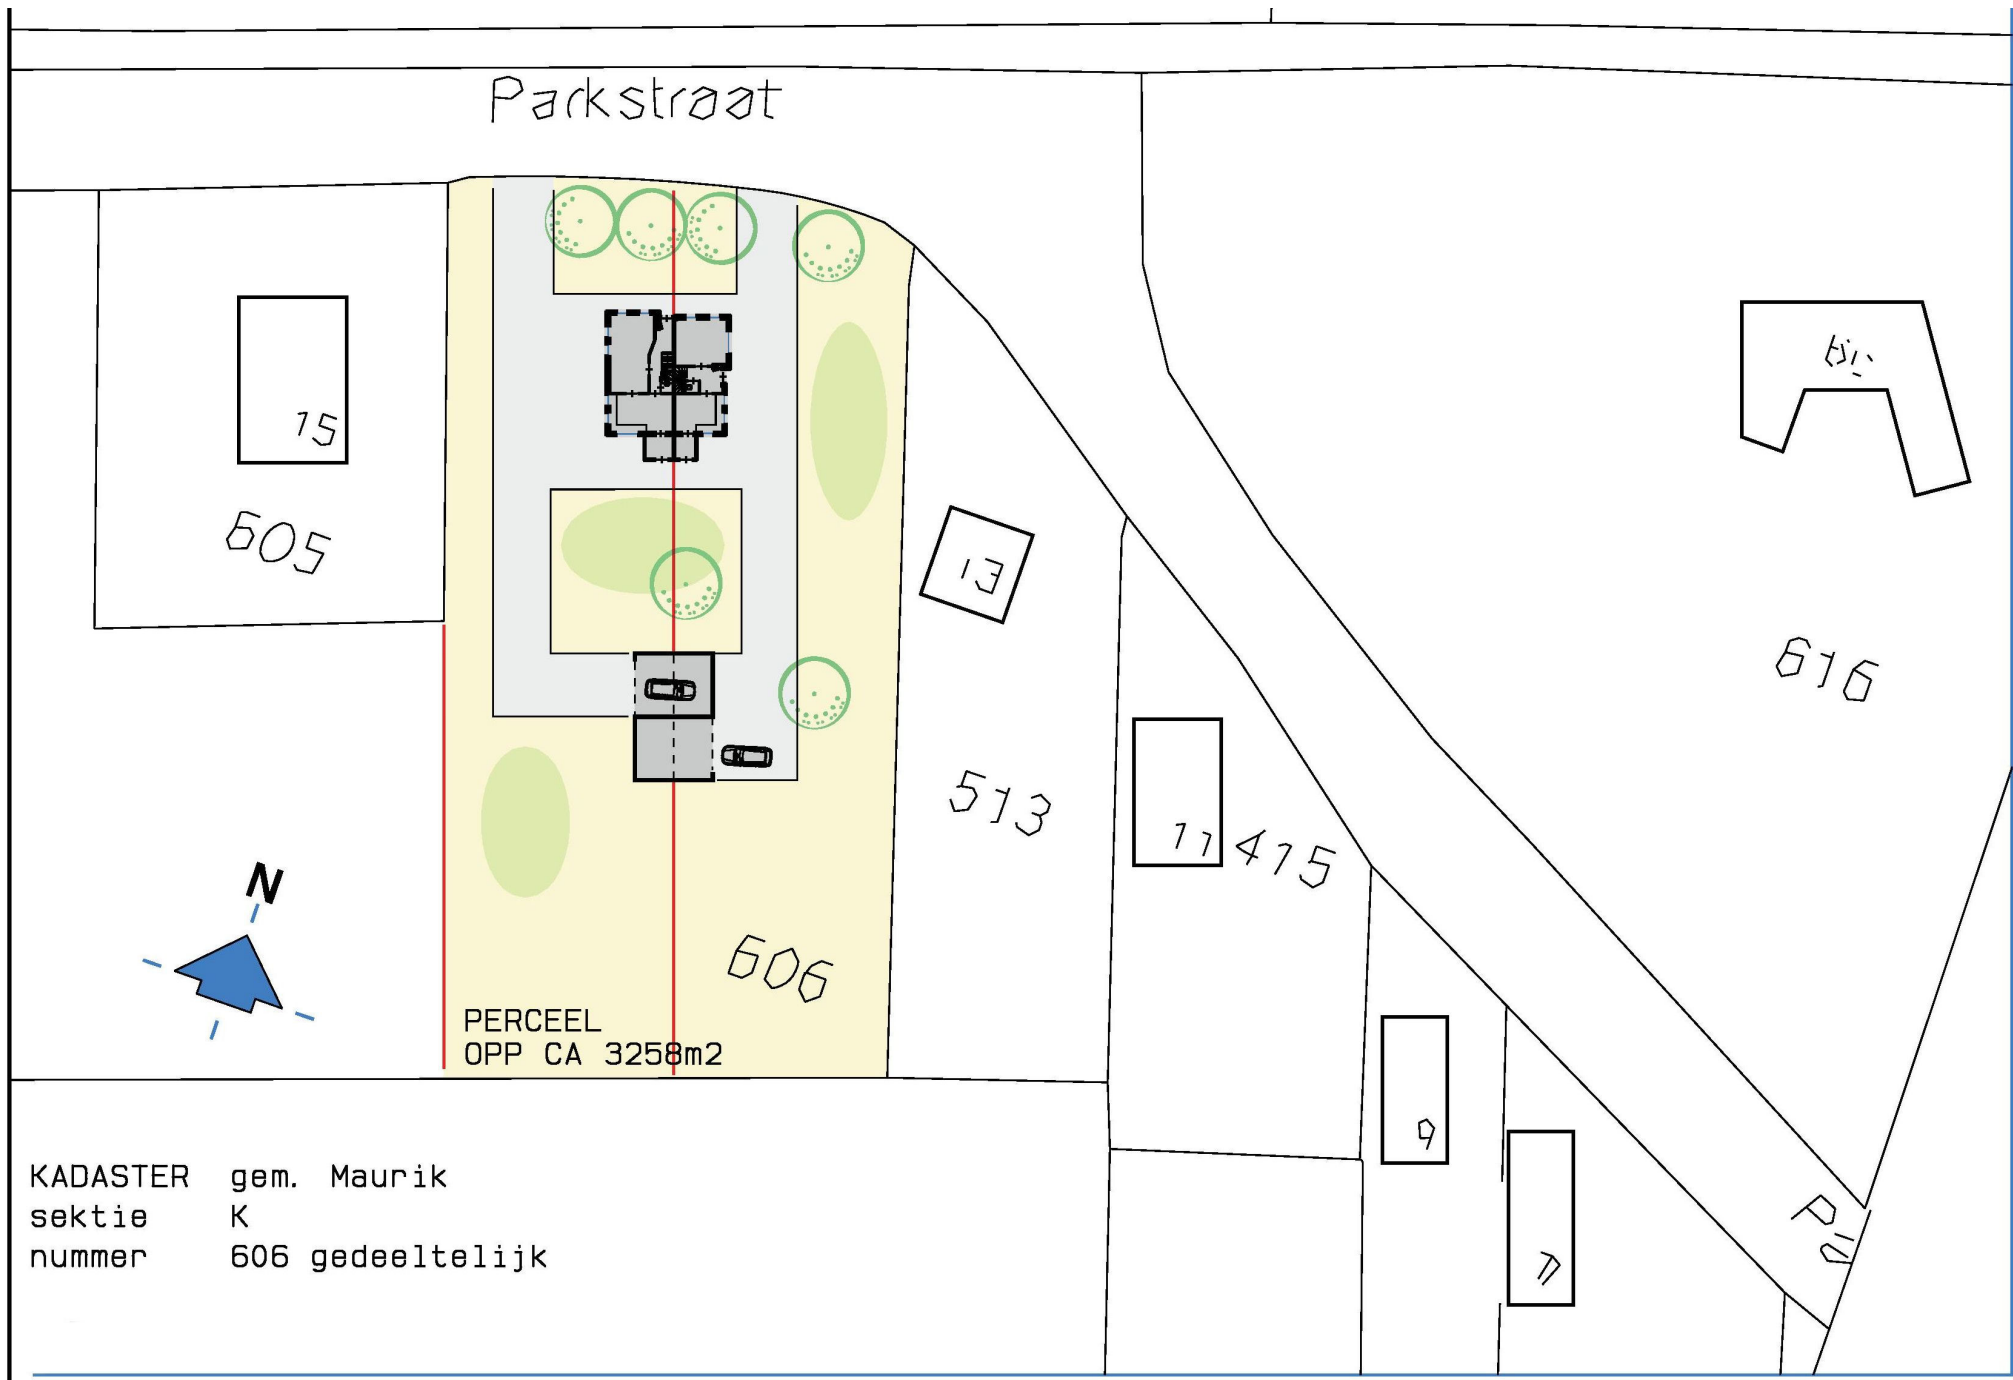 Parkstraat
15
605
13
616
513
11
415
N
606
PERCEEL
OPP CA 3258m2
9
7
KADASTER gem. Maurik
sektie K
nummer 606 gedeeltelijk